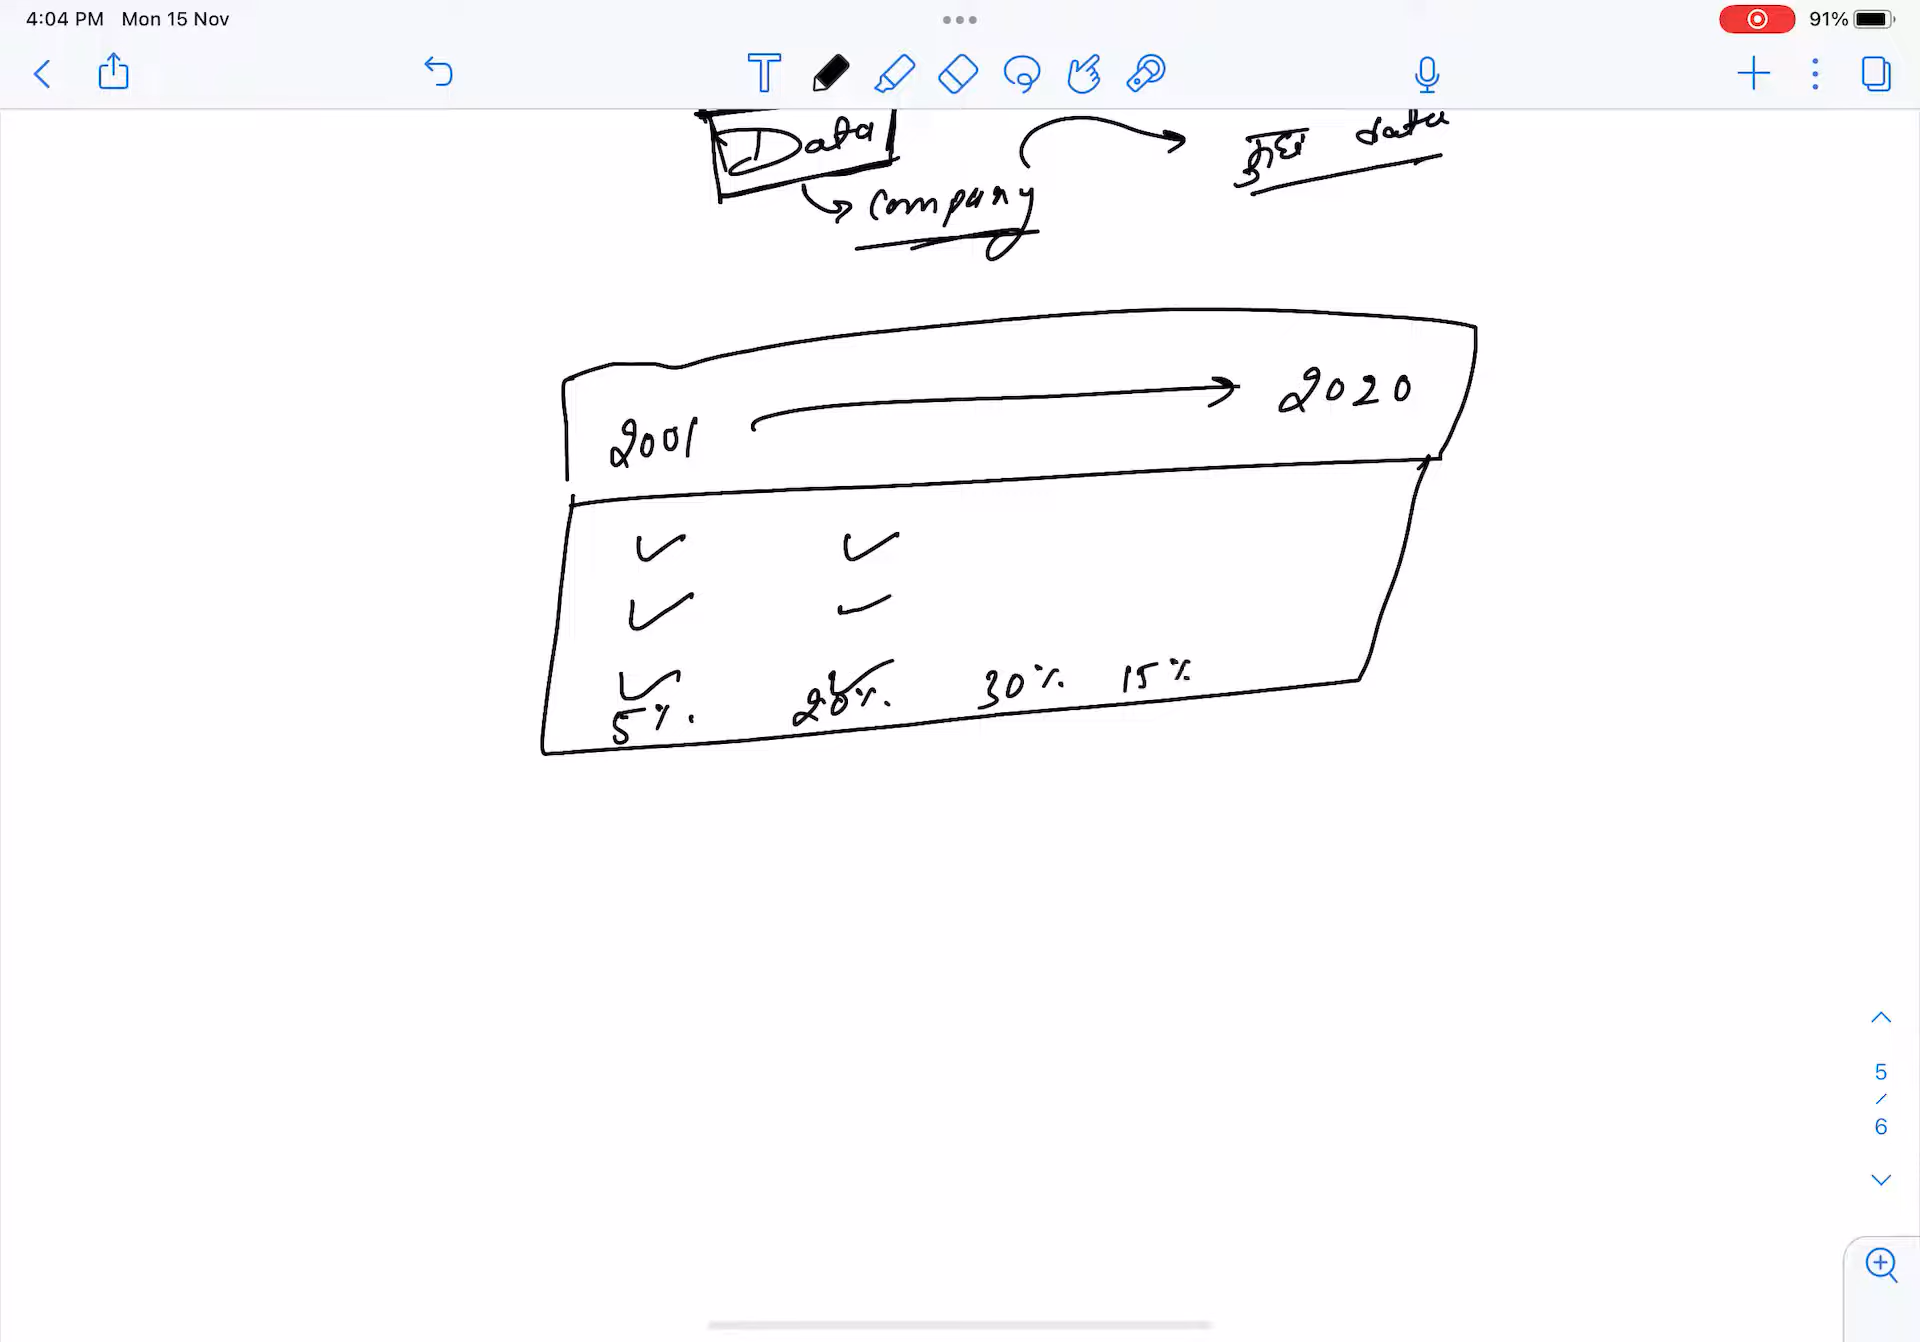 4:04 PM Mon 15 Nov
91%
T
Data
data
company
2001
2020
5%. 20%. 30%. 15%
5
/
6